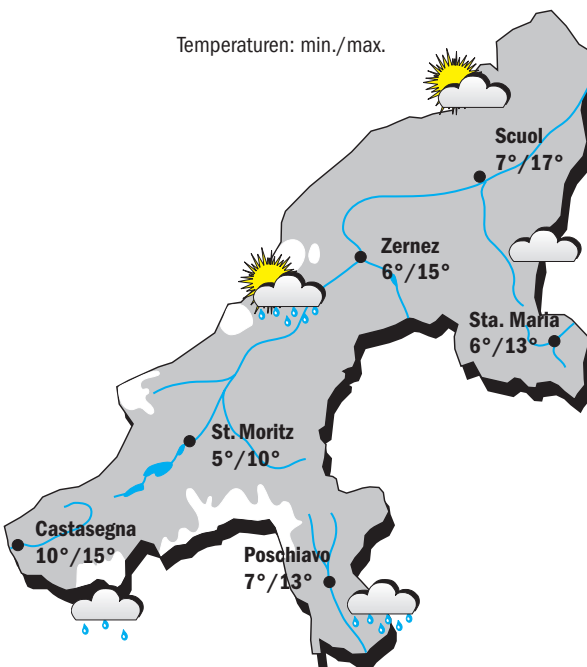 Temperaturen: min./max.
Scuol
7°/17°
Zernez
6°/15°
Sta. Maria
6°/13°
St. Moritz
5°/10°
Castasegna
10°/15°
Poschiavo
7°/13°